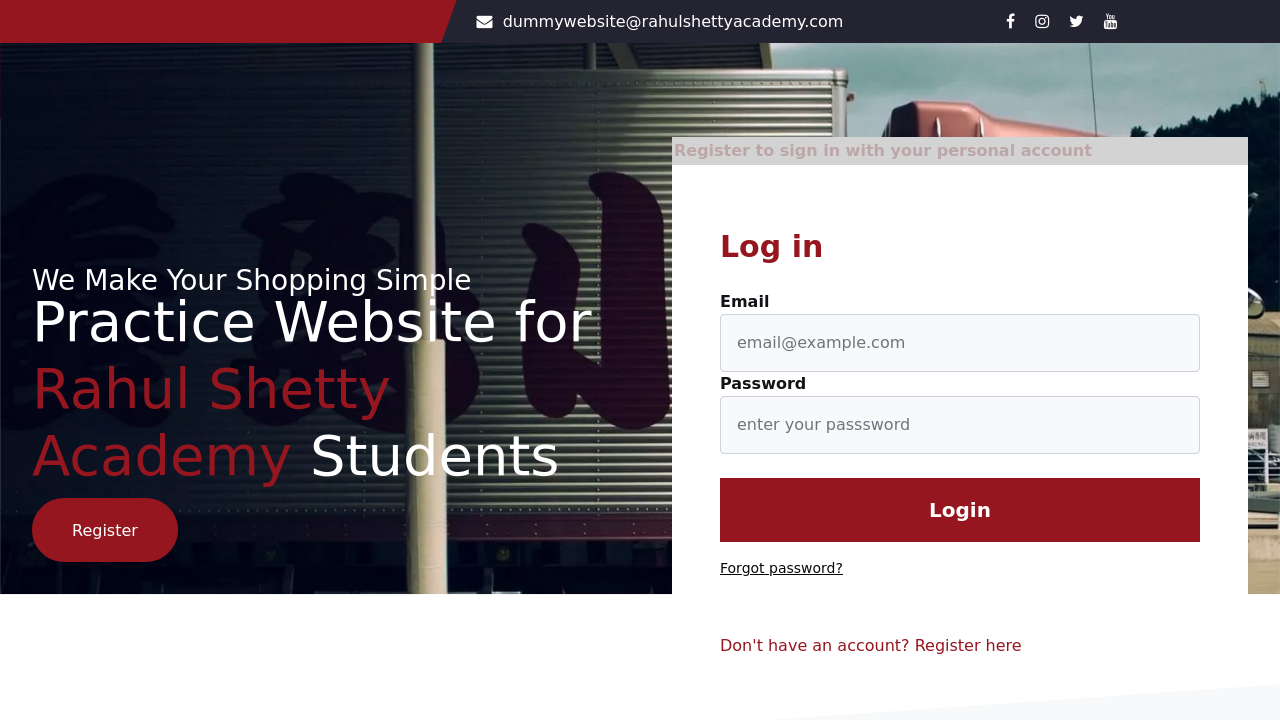 dummywebsite@rahulshettyacademy.com
Register to sign in with your personal account
We Make Your Shopping Simple
Practice Website for
Rahul Shetty
Academy Students
Register
Log in
Email
email@example.com
Password
enter your passsword
Login
Forgot password?
Don't have an account? Register here